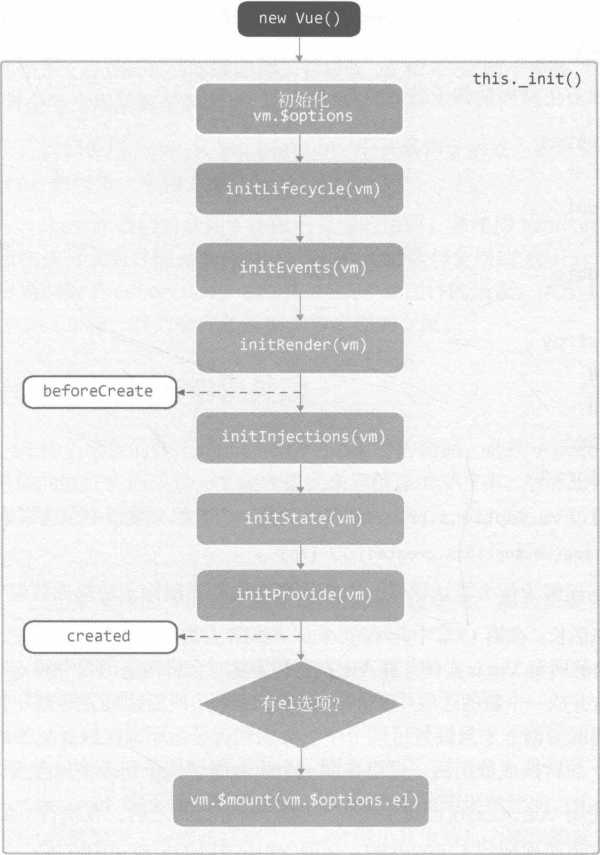 new Vue()
this._init()
初始化
vm.$options
initLifecycle(vm)
initEvents(vm)
initRender(vm)
beforeCreate
initInjections(vm)
initState(vm)
initProvide(vm)
created
有el选项?
vm.$mount(vm.$options.el)